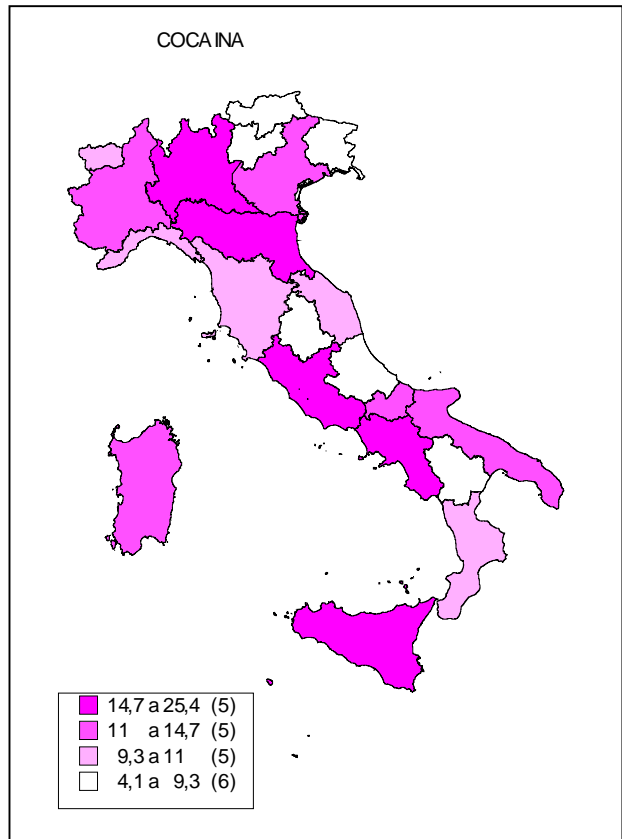 COCAINA
14,7 a 25,4 (5)
11 a 14,7 (5)
9,3 a 11 (5)
4,1 a 9,3 (6)